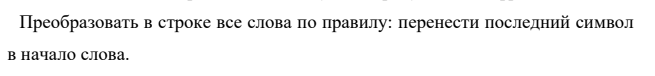 Преобразовать в строке все слова по правилу: перенести последний символ
в начало слова.